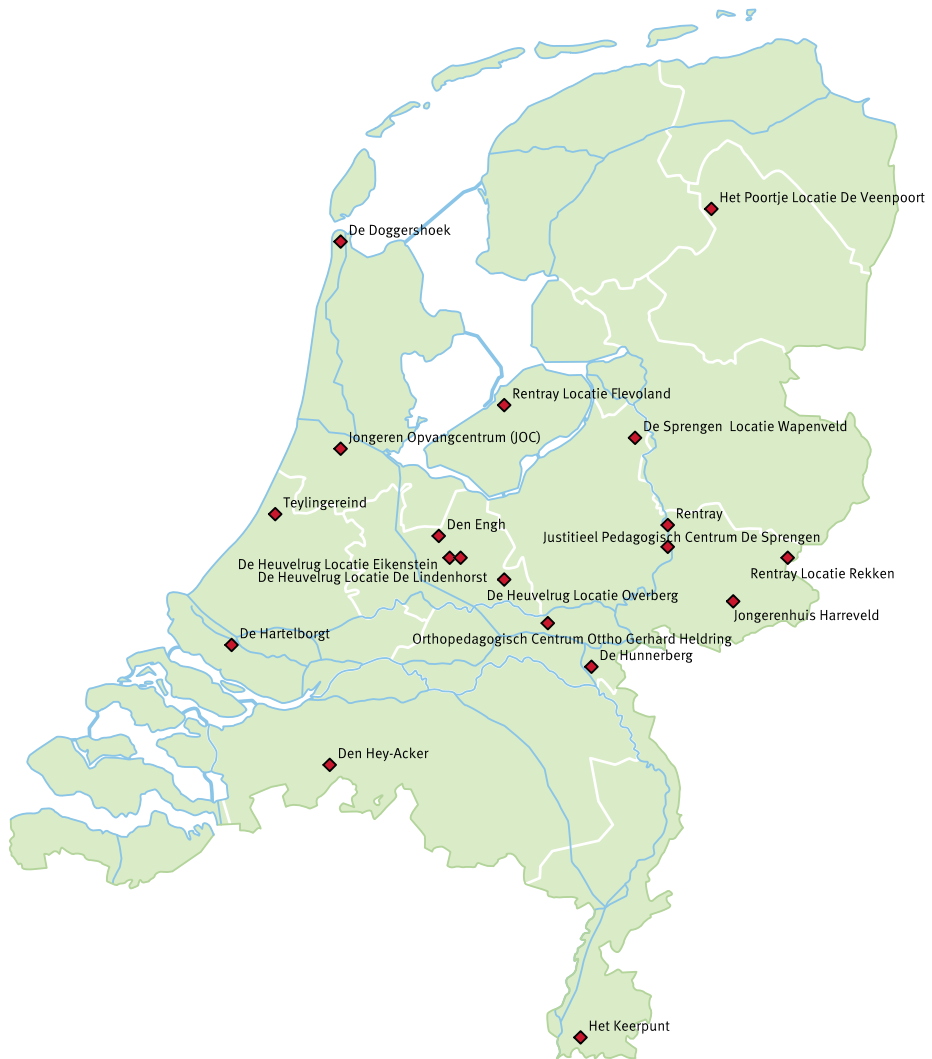 Het Poortje Locatie De Veenpoort
De Doggershoek
Rentray Locatie Flevoland
De Sprengen Locatie Wapenveld
Jongeren Opvangcentrum (JOC)
Teylingereind
Rentray
Den Engh
Justitieel Pedagogisch Centrum De Sprengen
De Heuvelrug Locatie Eikenstein
Rentray Locatie Rekken
De Heuvelrug Locatie De Lindenhorst
De Heuvelrug Locatie Overberg
Jongerenhuis Harreveld
De Hartelborgt
Orthopedagogisch Centrum Ottho Gerhard Heldring
De Hunnerberg
Den Hey-Acker
Het Keerpunt